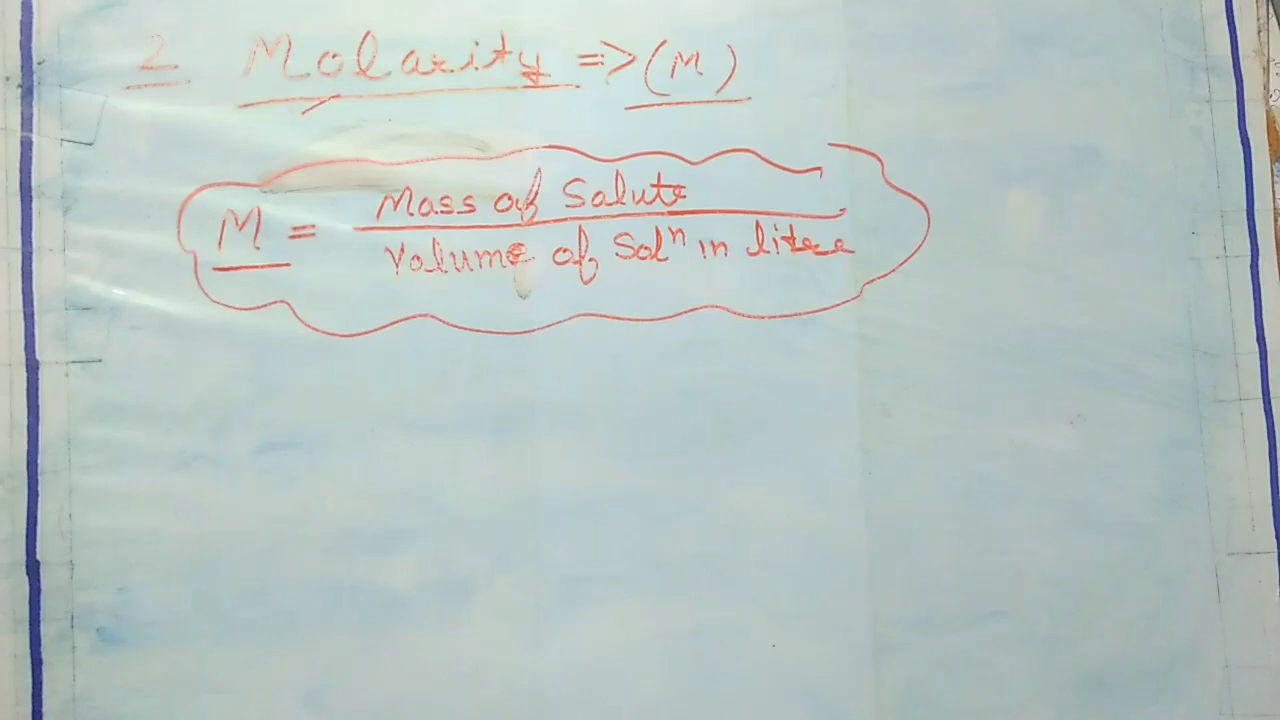 2 Molarity => (M)
M = Mass of Solute / Volume of Solⁿ in litre